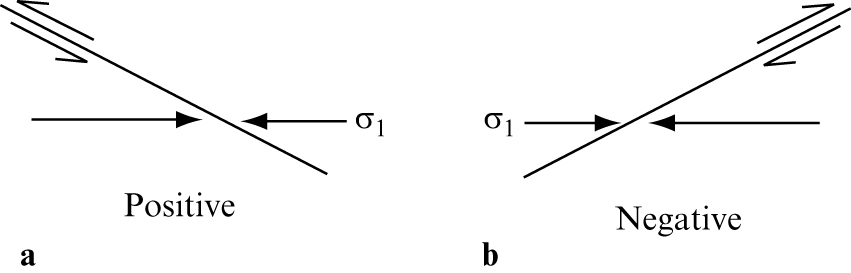 σ₁
σ₁
Positive
Negative
a
b